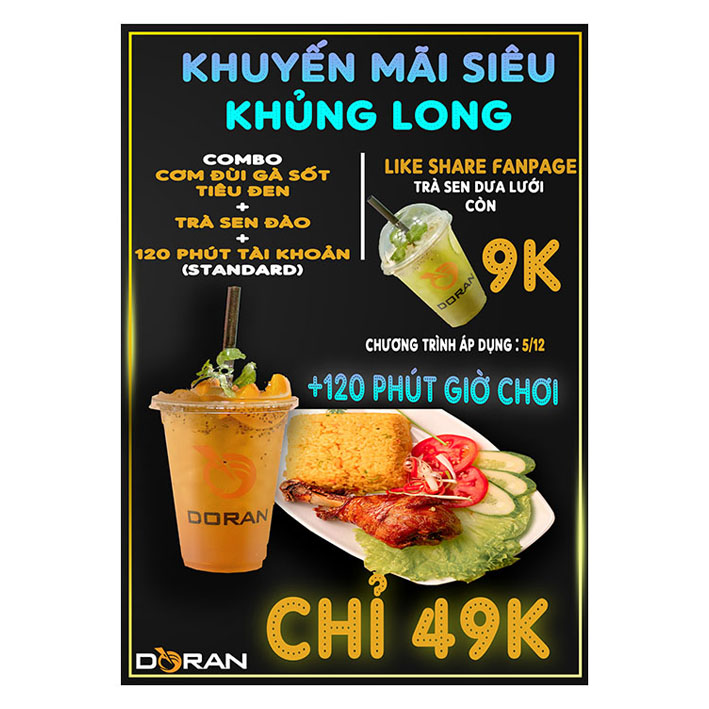 KHUYẾN MÃI SIÊU
KHỦNG LONG
COMBO
CƠM ĐÙI GÀ SỐT
TIÊU ĐEN
+
TRÀ SEN ĐÀO
+
120 PHÚT TÀI KHOẢN
(STANDARD)
LIKE SHARE FANPAGE
TRÀ SEN DƯA LƯỚI
CÒN
9K
CHƯƠNG TRÌNH ÁP DỤNG : 5/12
+120 PHÚT GIỜ CHƠI
DORAN
CHỈ 49K
DORAN